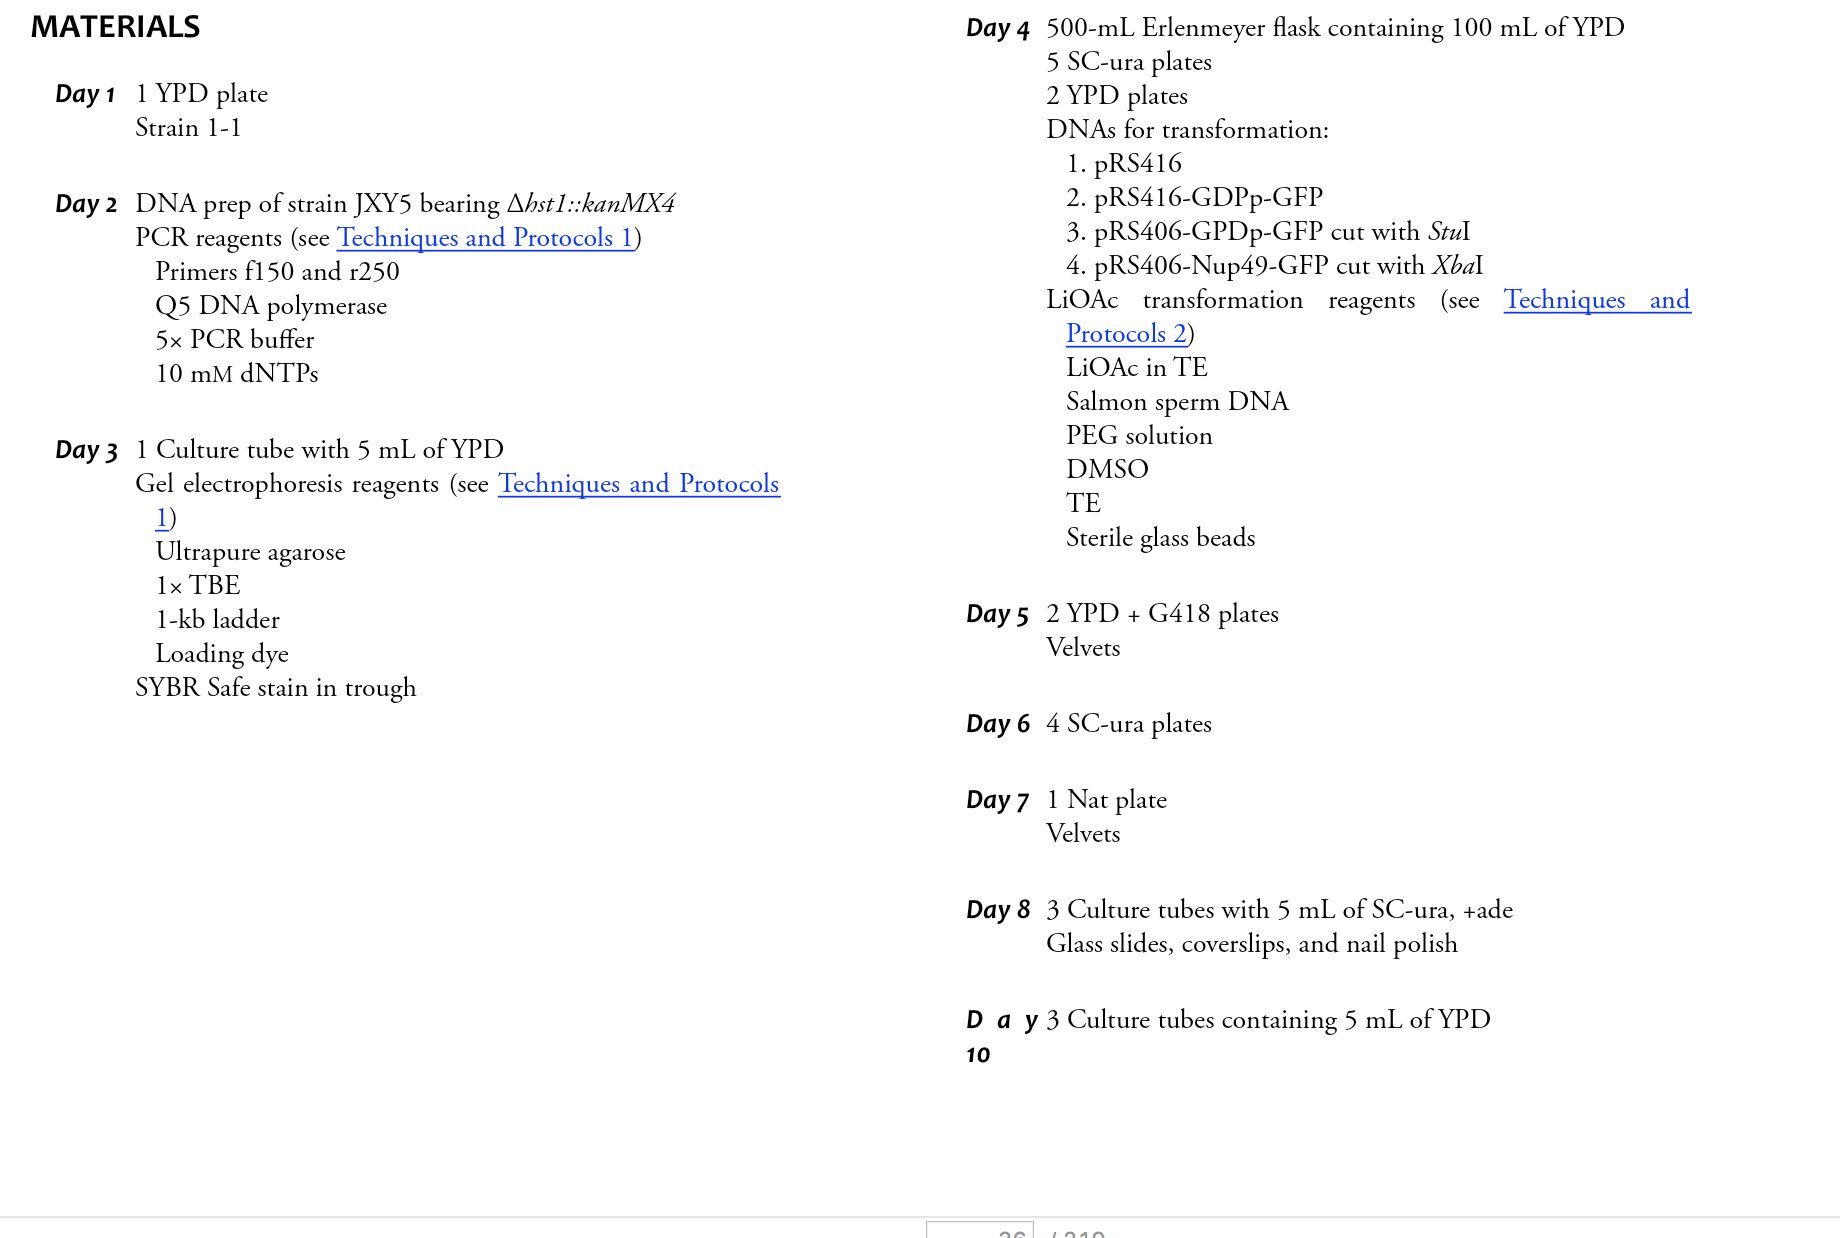 MATERIALS
Day 1 1 YPD plate
Strain 1-1
Day 2 DNA prep of strain JXY5 bearing Δhst1::kanMX4
PCR reagents (see Techniques and Protocols 1)
Primers f150 and r250
Q5 DNA polymerase
5× PCR buffer
10 mM dNTPs
Day 3 1 Culture tube with 5 mL of YPD
Gel electrophoresis reagents (see Techniques and Protocols
1)
Ultrapure agarose
1× TBE
1-kb ladder
Loading dye
SYBR Safe stain in trough
Day 4 500-mL Erlenmeyer flask containing 100 mL of YPD
5 SC-ura plates
2 YPD plates
DNAs for transformation:
1. pRS416
2. pRS416-GDPp-GFP
3. pRS406-GPDp-GFP cut with StuI
4. pRS406-Nup49-GFP cut with XbaI
LiOAc transformation reagents (see Techniques and
Protocols 2)
LiOAc in TE
Salmon sperm DNA
PEG solution
DMSO
TE
Sterile glass beads
Day 5 2 YPD + G418 plates
Velvets
Day 6 4 SC-ura plates
Day 7 1 Nat plate
Velvets
Day 8 3 Culture tubes with 5 mL of SC-ura, +ade
Glass slides, coverslips, and nail polish
Day 3 Culture tubes containing 5 mL of YPD
10